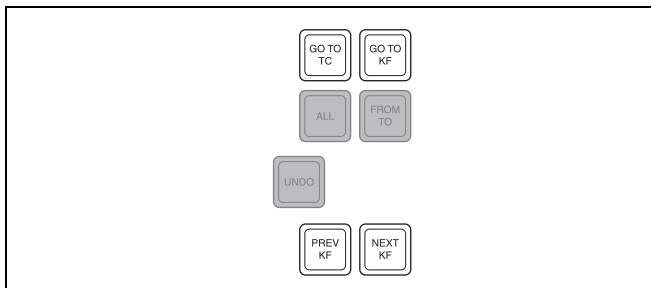 GO TO
TC
GO TO
KF
ALL
FROM
TO
UNDO
PREV
KF
NEXT
KF